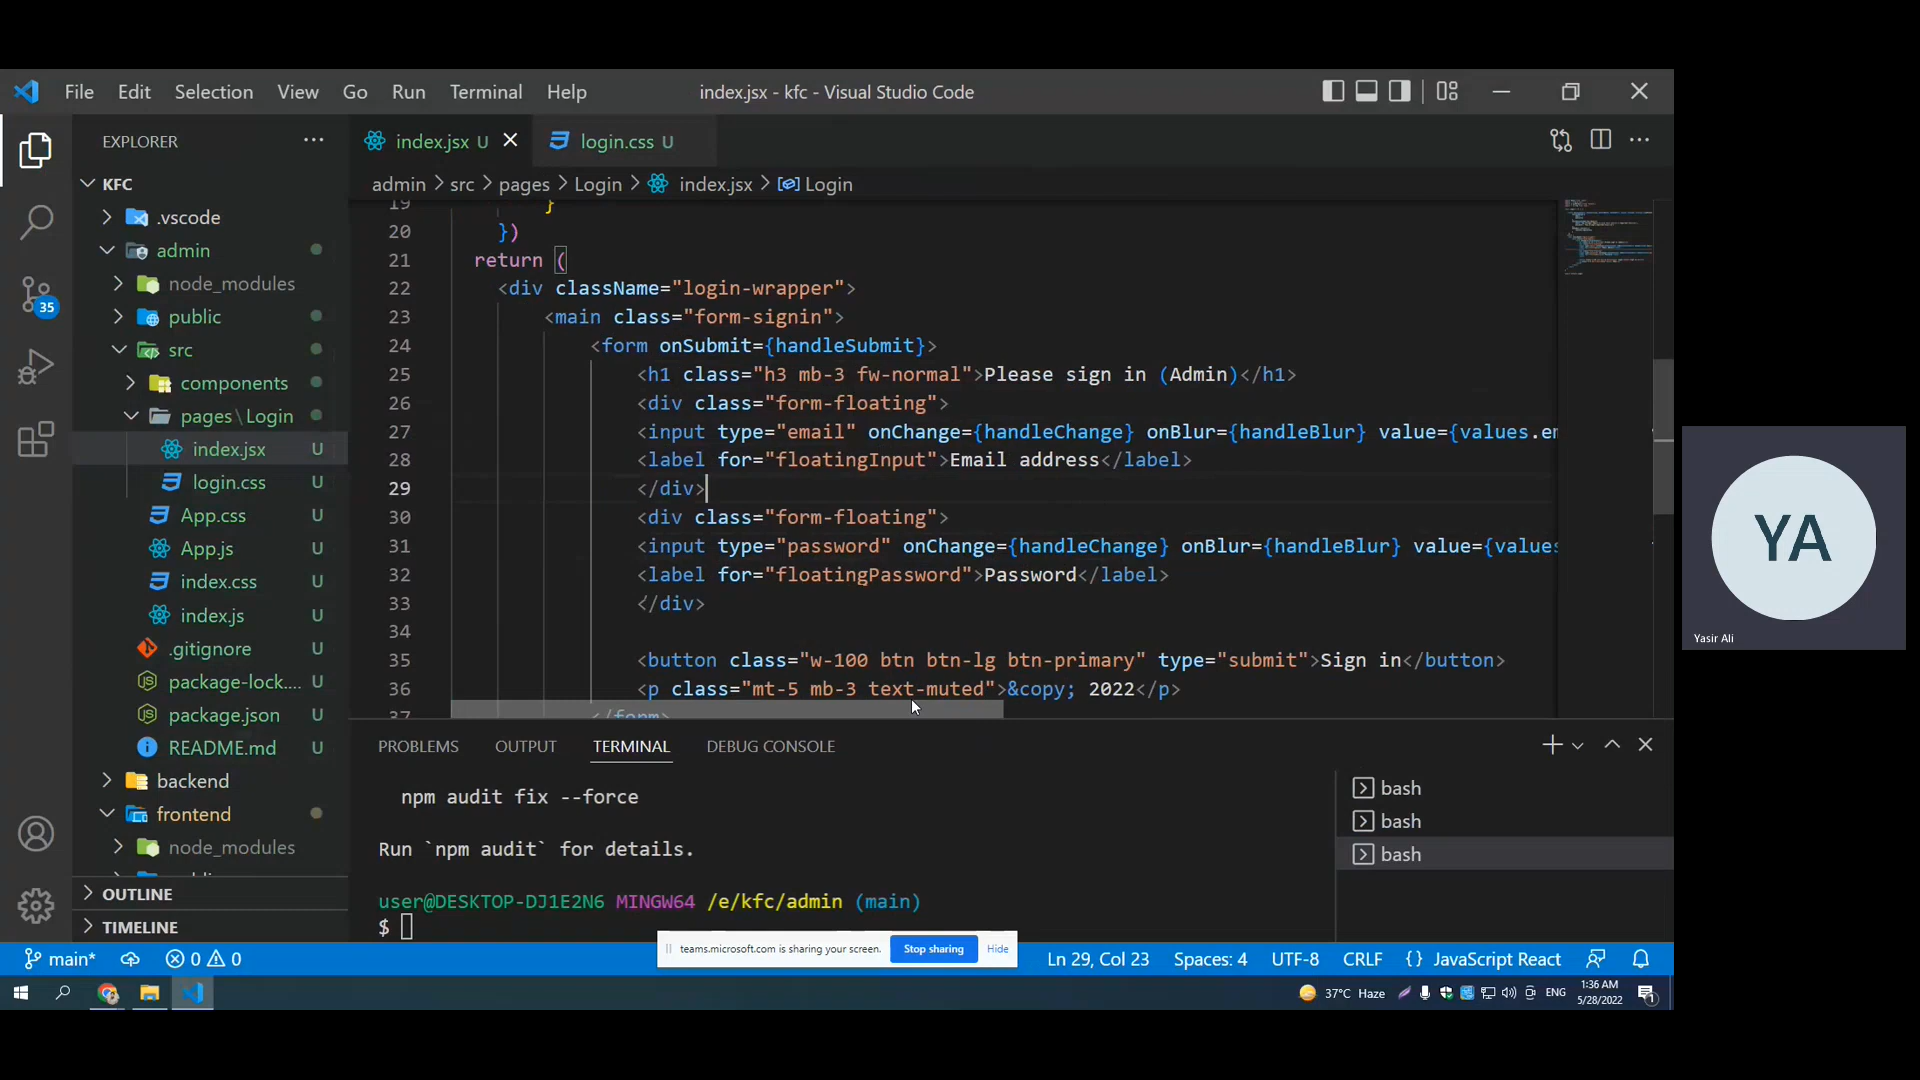 File Edit Selection View Go Run Terminal Help
index.jsx - kfc - Visual Studio Code
EXPLORER
index.jsx U
login.css U
admin > src > pages > Login > index.jsx > Login
KFC
.vscode
admin
node_modules
public
src
components
pages\Login
index.jsx U
login.css U
App.css U
App.js U
index.css U
index.js U
.gitignore U
package-lock.... U
package.json U
README.md U
backend
frontend
node_modules
OUTLINE
TIMELINE
35
19 }
20 })
21 return (
22 <div className="login-wrapper">
23 <main class="form-signin">
24 <form onSubmit={handleSubmit}>
25 <h1 class="h3 mb-3 fw-normal">Please sign in (Admin)</h1>
26 <div class="form-floating">
27 <input type="email" onChange={handleChange} onBlur={handleBlur} value={values.em
28 <label for="floatingInput">Email address</label>
29 </div>
30 <div class="form-floating">
31 <input type="password" onChange={handleChange} onBlur={handleBlur} value={values
32 <label for="floatingPassword">Password</label>
33 </div>
34
35 <button class="w-100 btn btn-lg btn-primary" type="submit">Sign in</button>
36 <p class="mt-5 mb-3 text-muted">&copy; 2022</p>
37 </form>
PROBLEMS OUTPUT TERMINAL DEBUG CONSOLE
npm audit fix --force
Run `npm audit` for details.
user@DESKTOP-DJ1E2N6 MINGW64 /e/kfc/admin (main)
$
bash
bash
bash
teams.microsoft.com is sharing your screen. Stop sharing Hide
main* 0 0
Ln 29, Col 23 Spaces: 4 UTF-8 CRLF {} JavaScript React
37°C Haze
ENG
1:36 AM
5/28/2022
1
YA
Yasir Ali